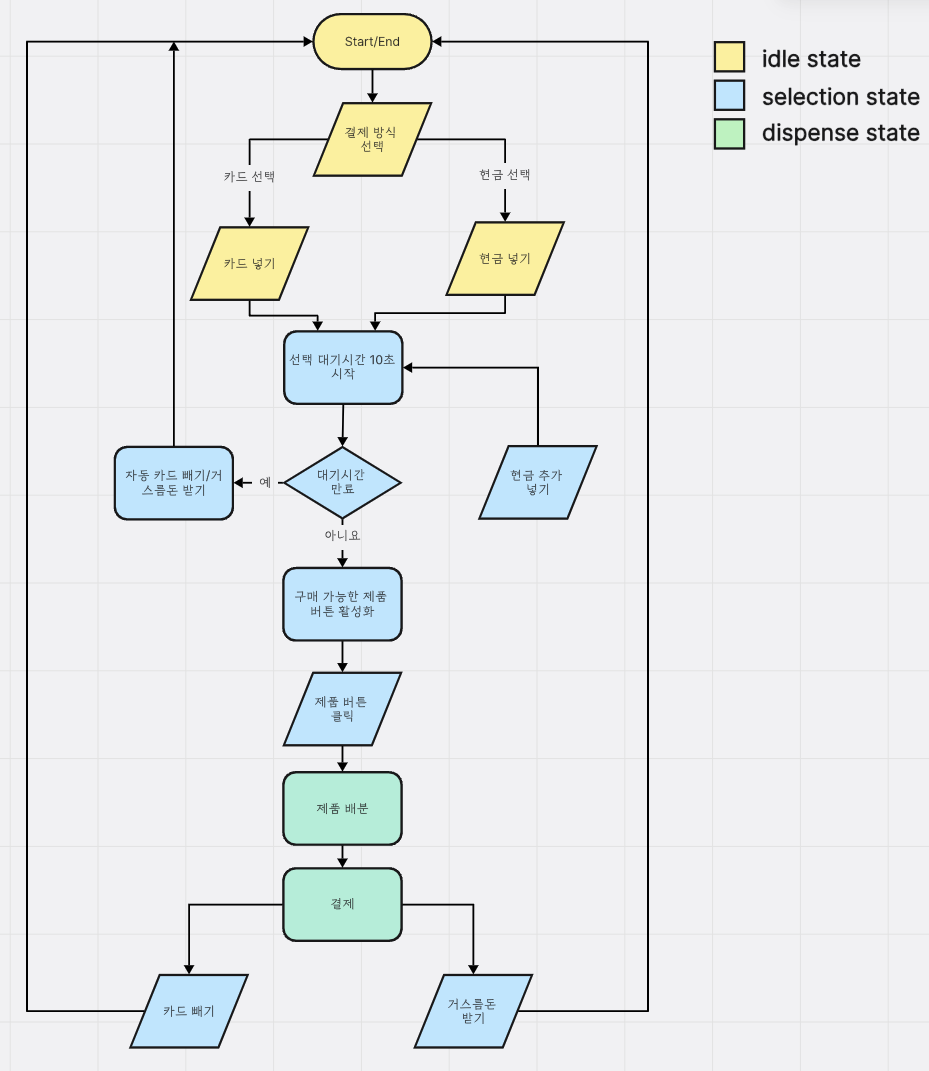 Start/End
idle state
selection state
dispense state
결제 방식
선택
카드 선택
현금 선택
카드 넣기
현금 넣기
선택 대기시간 10초
시작
자동 카드 빼기/거
스름돈 받기
예
대기시간
만료
현금 추가
넣기
아니요
구매 가능한 제품
버튼 활성화
제품 버튼
클릭
제품 배분
결제
카드 빼기
거스름돈
받기